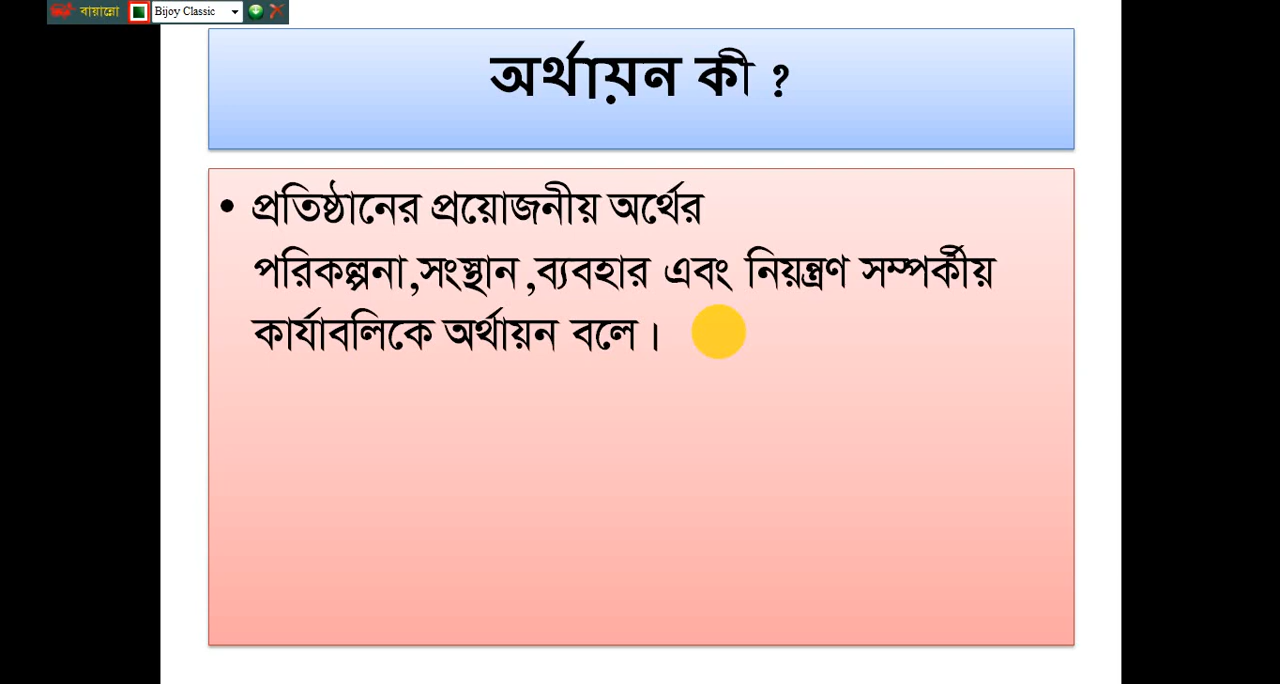 বায়ান্নো
Bijoy Classic
অর্থায়ন কী ?
• প্রতিষ্ঠানের প্রয়োজনীয় অর্থের
পরিকল্পনা,সংস্থান ,ব্যবহার এবং নিয়ন্ত্রণ সম্পর্কীয়
কার্যাবলিকে অর্থায়ন বলে ।